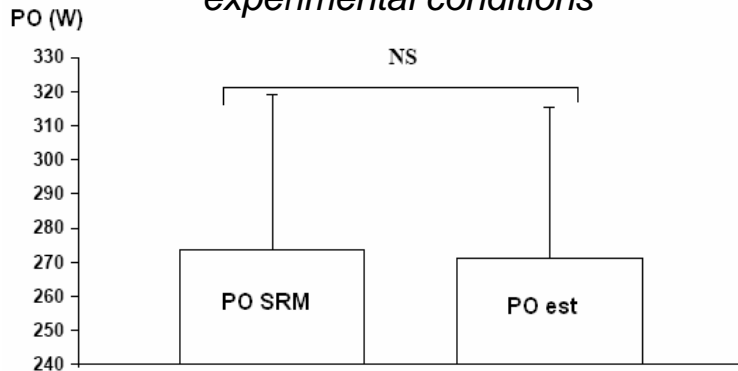 experimental conditions
PO (W)
NS
330
320
310
300
290
280
270
260
250
240
PO SRM
PO est